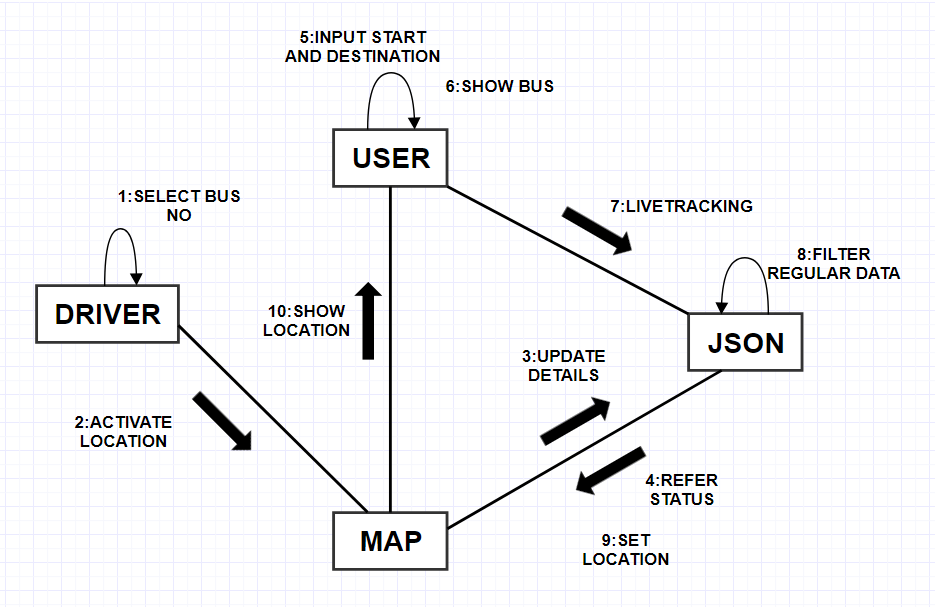 5:INPUT START
AND DESTINATION
6:SHOW BUS
USER
1:SELECT BUS
NO
7:LIVETRACKING
8:FILTER
REGULAR DATA
DRIVER
10:SHOW
LOCATION
JSON
3:UPDATE
DETAILS
2:ACTIVATE
LOCATION
4:REFER
STATUS
MAP
9:SET
LOCATION